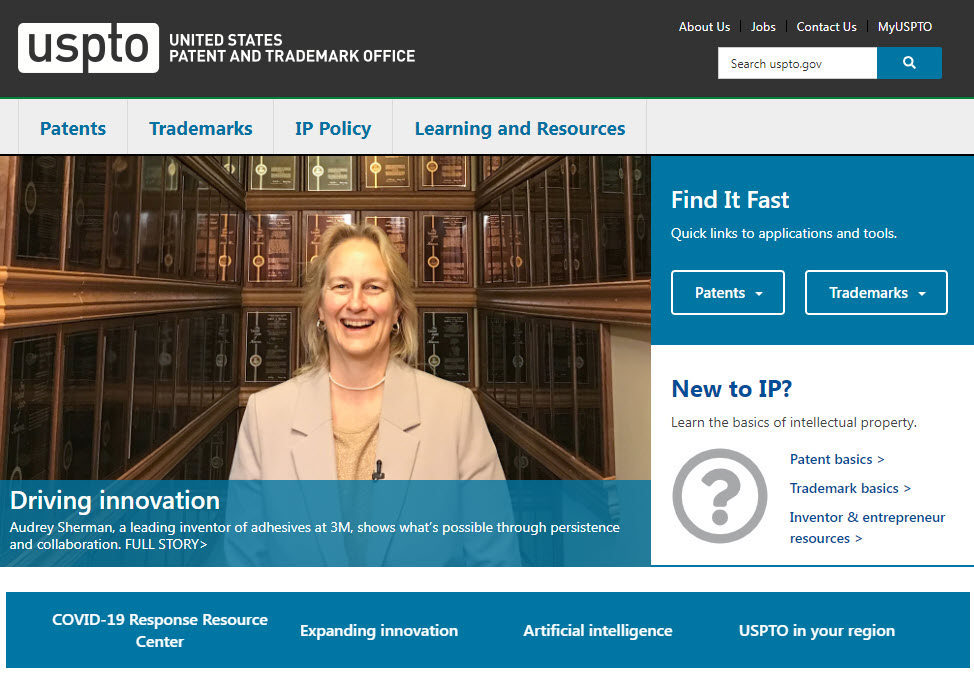 uspto
UNITED STATES
PATENT AND TRADEMARK OFFICE
About Us
Jobs
Contact Us
MyUSPTO
Search uspto.gov
Patents
Trademarks
IP Policy
Learning and Resources
Find It Fast
Quick links to applications and tools.
Patents
Trademarks
Driving innovation
Audrey Sherman, a leading inventor of adhesives at 3M, shows what's possible through persistence
and collaboration. FULL STORY>
New to IP?
Learn the basics of intellectual property.
?
Patent basics >
Trademark basics >
Inventor & entrepreneur
resources >
COVID-19 Response Resource
Center
Expanding innovation
Artificial intelligence
USPTO in your region